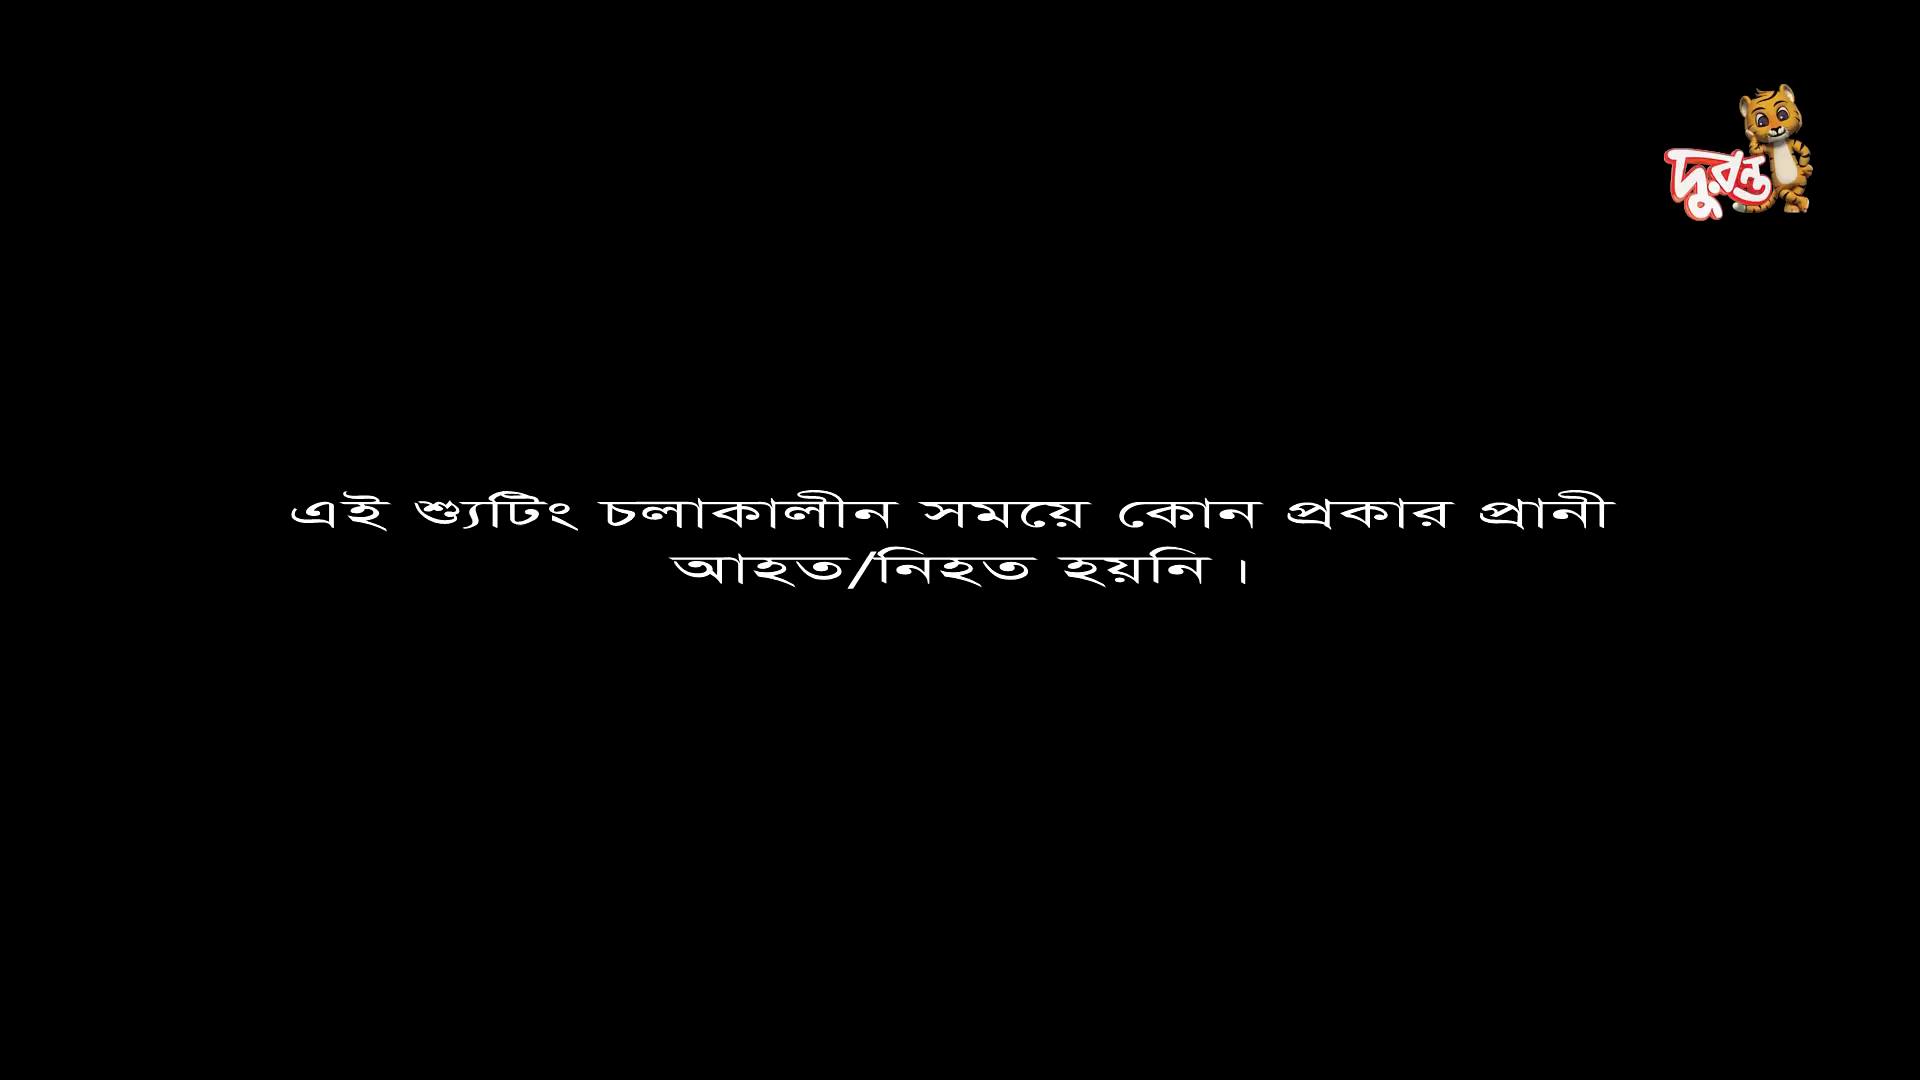 দুরন্ত
এই শ্যুটিং চলাকালীন সময়ে কোন প্রকার প্রানী
আহত/নিহত হয়নি ।